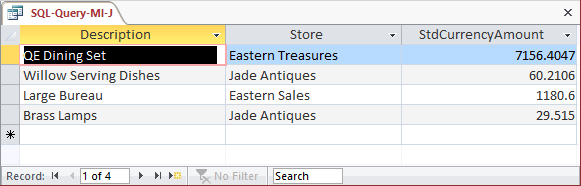 SQL-Query-MI-J
Description Store StdCurrencyAmount
QE Dining Set Eastern Treasures 7156.4047
Willow Serving Dishes Jade Antiques 60.2106
Large Bureau Eastern Sales 1180.6
Brass Lamps Jade Antiques 29.515
Record: 1 of 4 No Filter Search